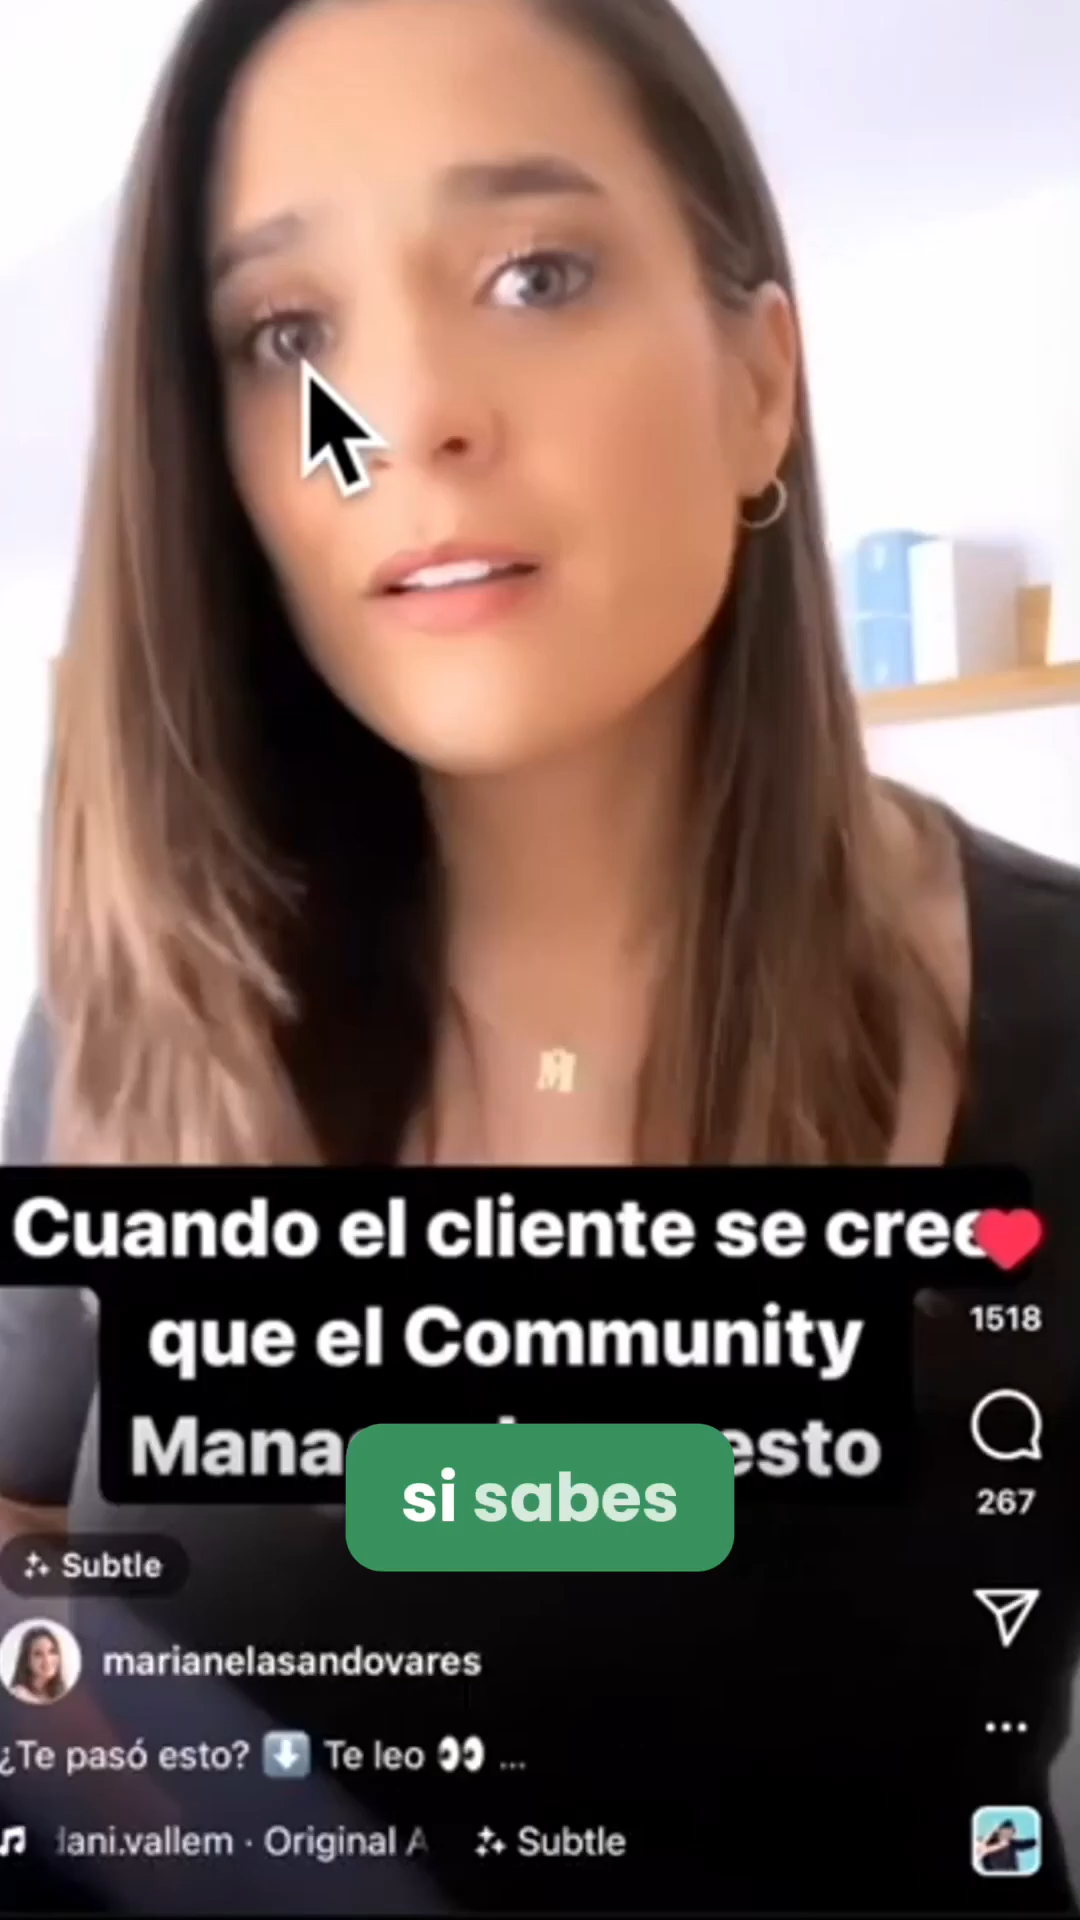 M
Cuando el cliente se cree
que el Community
Mana esto
si sabes
1518
267
Subtle
marianelasandovares
¿Te pasó esto? ⬇️ Te leo 👀 ...
dani.vallem · Original A
Subtle